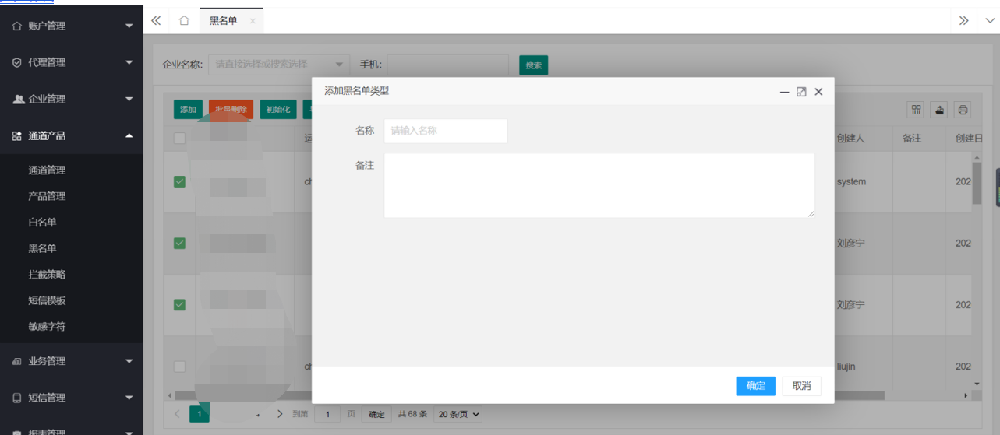 账户管理
黑名单
代理管理
企业名称: 请直接选择或搜索选择 手机: 搜索
添加黑名单类型
企业管理
添加 批量删除 初始化
名称 请输入名称
通道产品
创建人 备注 创建日
备注
通道管理
system 202
产品管理
白名单
黑名单
刘彦宁 202
拦截策略
短信模板
刘彦宁 202
敏感字符
业务管理
liujin 202
确定 取消
短信管理
1 到第 1 页 确定 共 68 条 20 条/页